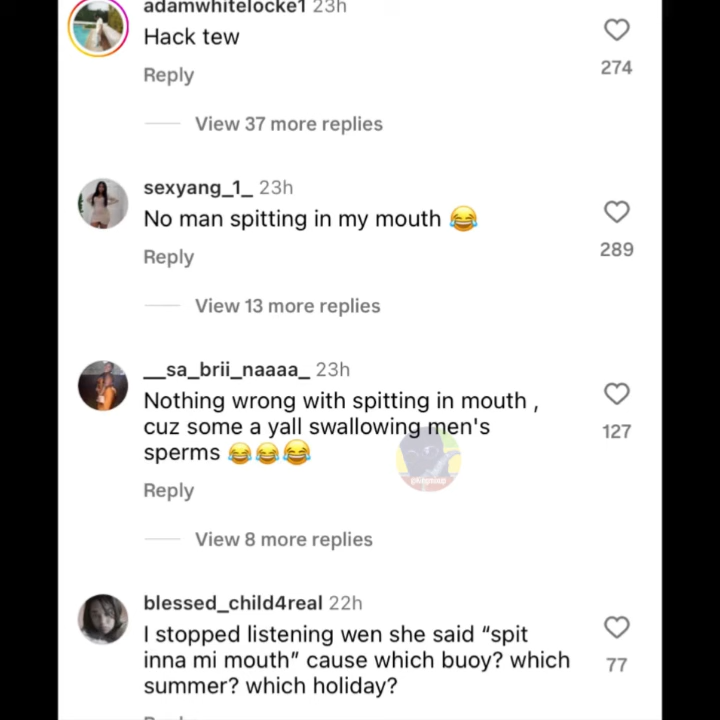 adamwhitelocke1 23h
Hack tew
274
Reply
View 37 more replies
sexyang_1_ 23h
No man spitting in my mouth 😂
289
Reply
View 13 more replies
__sa_brii_naaaa_ 23h
Nothing wrong with spitting in mouth ,
cuz some a yall swallowing men's
sperms 😂😂😂
127
Reply
View 8 more replies
blessed_child4real 22h
I stopped listening wen she said “spit
inna mi mouth” cause which buoy? which
summer? which holiday?
77
Reply